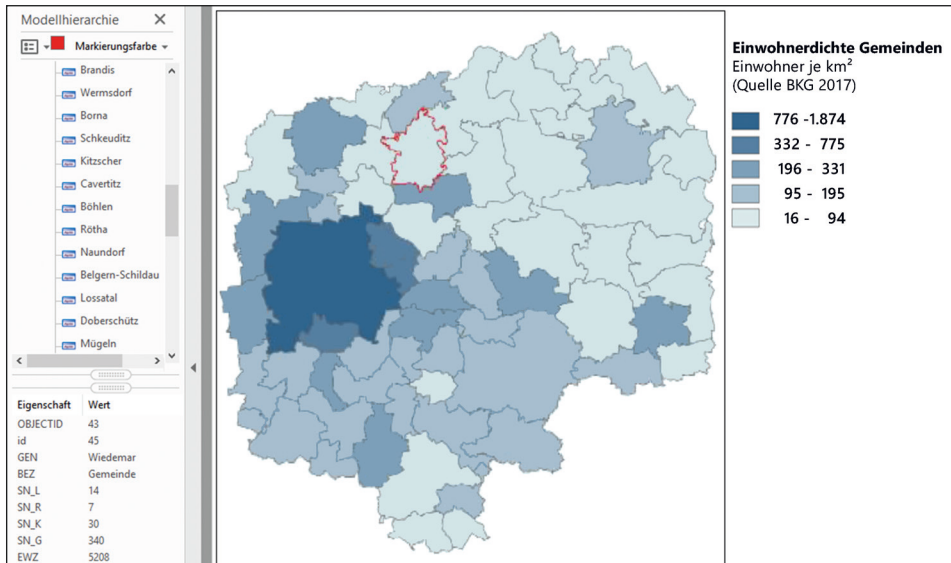 Modellhierarchie
Markierungsfarbe
Brandis
Wermsdorf
Borna
Schkeuditz
Kitzscher
Cavertitz
Böhlen
Rötha
Naundorf
Belgern-Schildau
Lossatal
Doberschütz
Mügeln
Eigenschaft Wert
OBJECTID 43
id 45
GEN Wiedemar
BEZ Gemeinde
SN_L 14
SN_R 7
SN_K 30
SN_G 340
EWZ 5208
Einwohnerdichte Gemeinden
Einwohner je km²
(Quelle BKG 2017)
776 -1.874
332 - 775
196 - 331
95 - 195
16 - 94